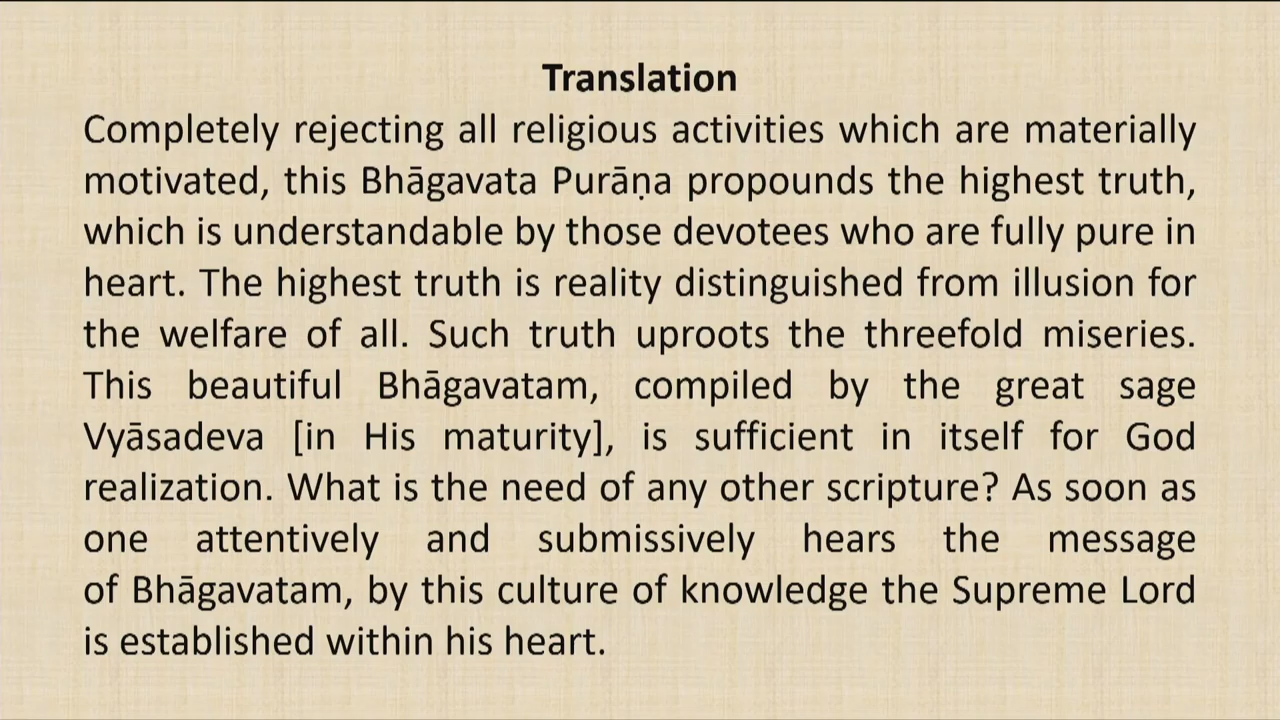 Translation
Completely rejecting all religious activities which are materially
motivated, this Bhāgavata Purāṇa propounds the highest truth,
which is understandable by those devotees who are fully pure in
heart. The highest truth is reality distinguished from illusion for
the welfare of all. Such truth uproots the threefold miseries.
This beautiful Bhāgavatam, compiled by the great sage
Vyāsadeva [in His maturity], is sufficient in itself for God
realization. What is the need of any other scripture? As soon as
one attentively and submissively hears the message
of Bhāgavatam, by this culture of knowledge the Supreme Lord
is established within his heart.